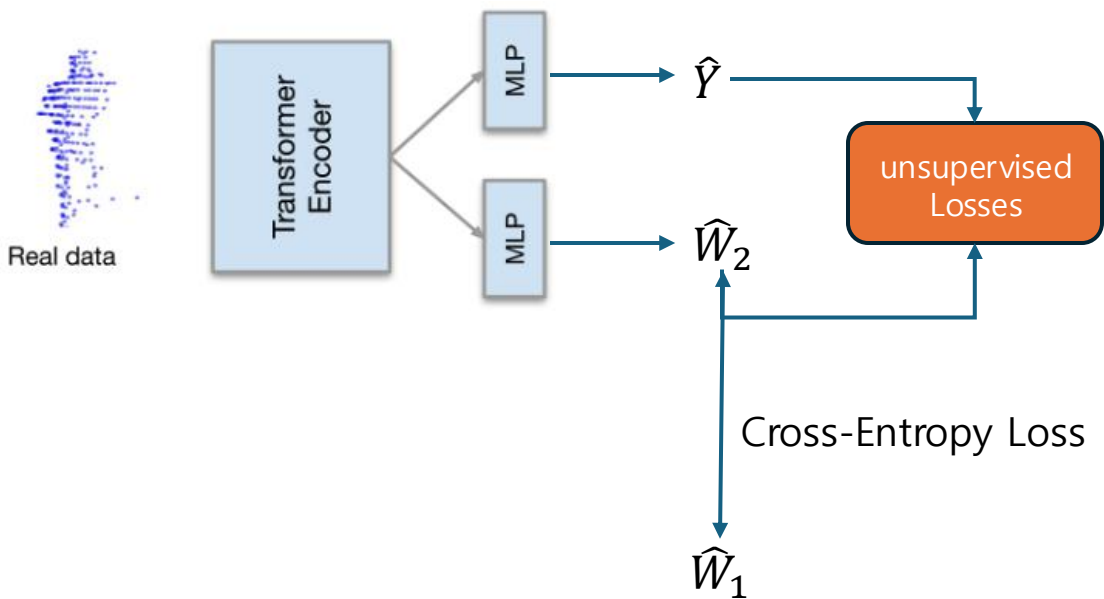 Real data
Transformer
Encoder
MLP
MLP
Ŷ
Ŵ₂
unsupervised
Losses
Cross-Entropy Loss
Ŵ₁